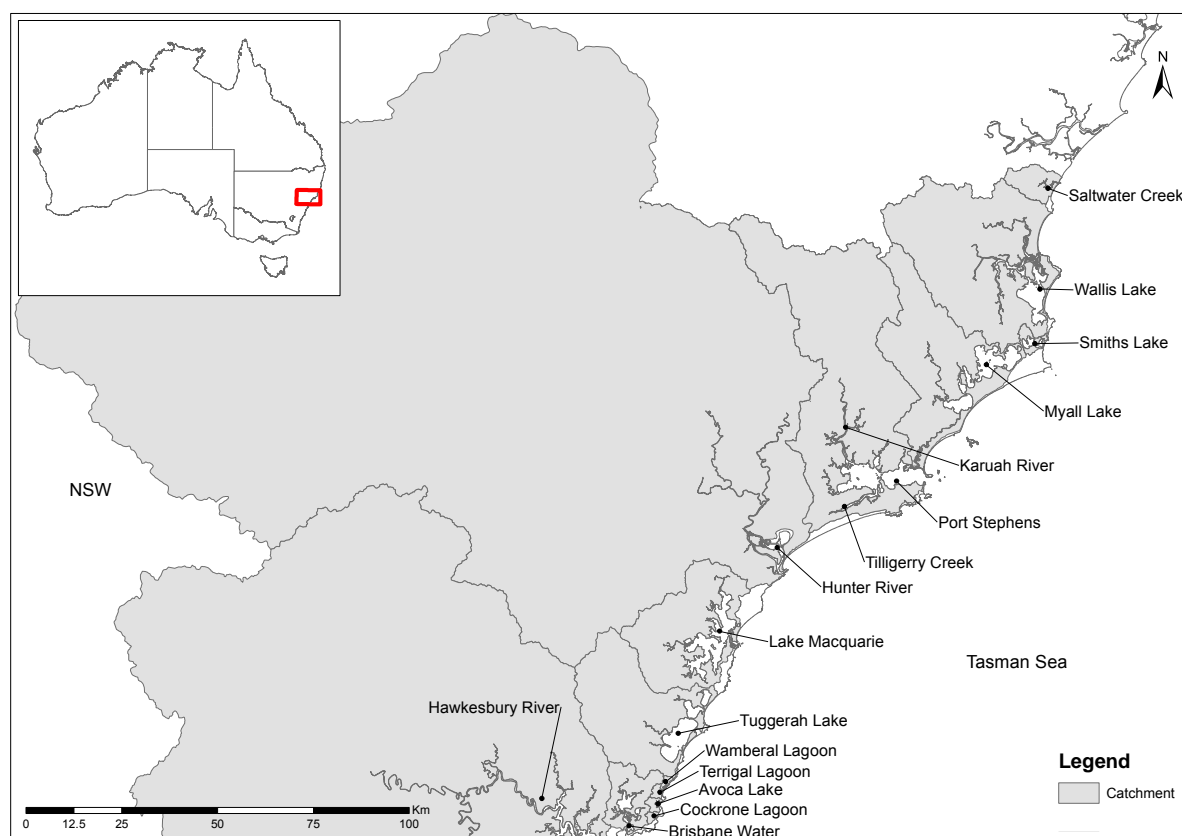 N
Saltwater Creek
Wallis Lake
Smiths Lake
Myall Lake
Karuah River
NSW
Port Stephens
Tilligerry Creek
Hunter River
Lake Macquarie
Tasman Sea
Hawkesbury River
Tuggerah Lake
Wamberal Lagoon
Terrigal Lagoon
Avoca Lake
Cockrone Lagoon
Brisbane Water
Legend
Catchment
Km
0 12.5 25 50 75 100